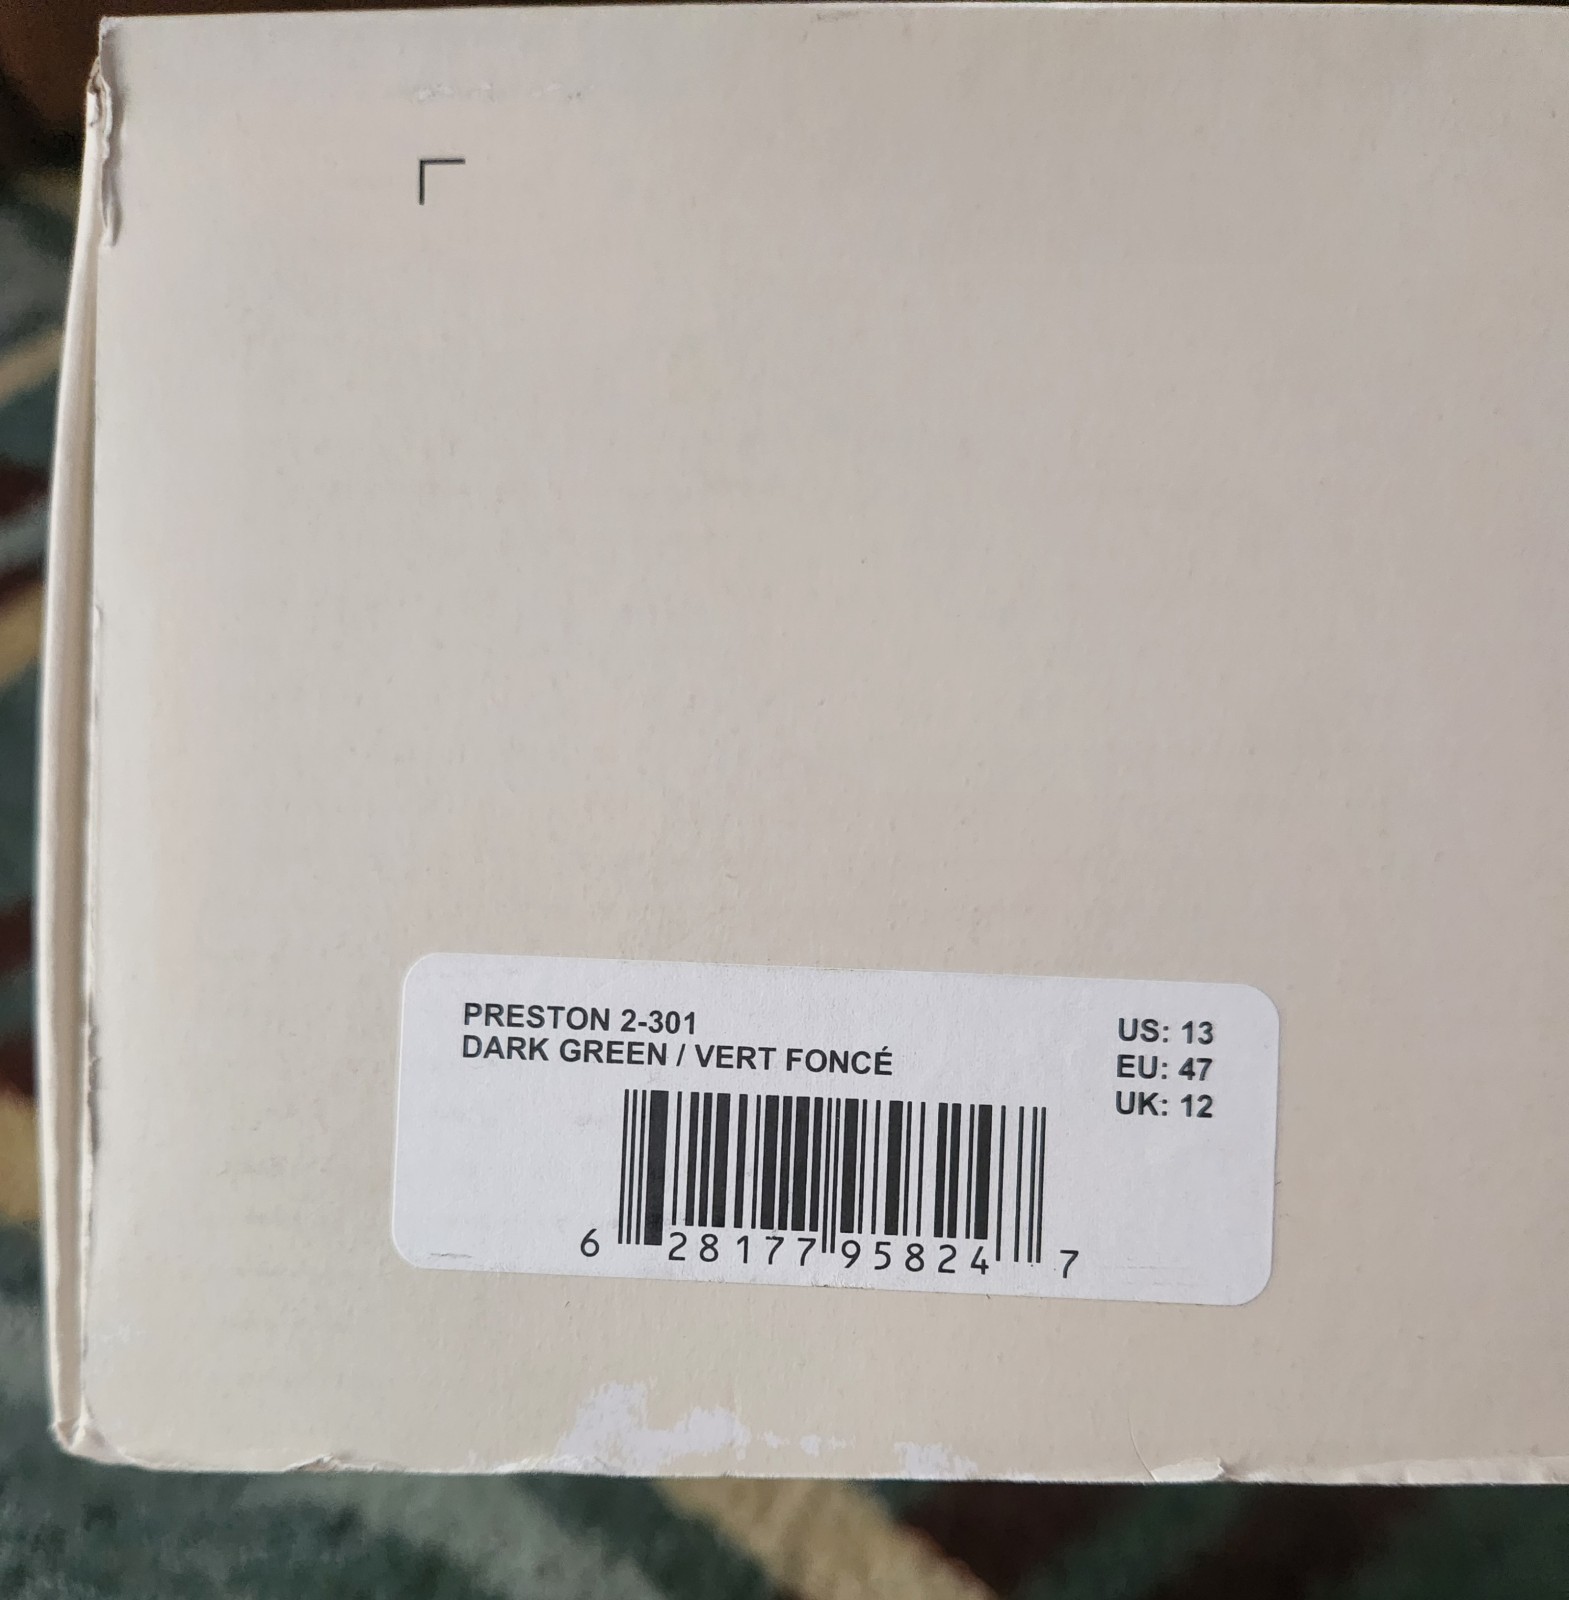 PRESTON 2-301
DARK GREEN / VERT FONCÉ
US: 13
EU: 47
UK: 12
6 28177 95824 7